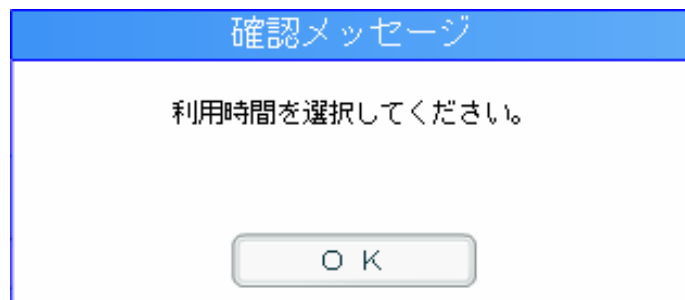 確認メッセージ
利用時間を選択してください。
ＯＫ